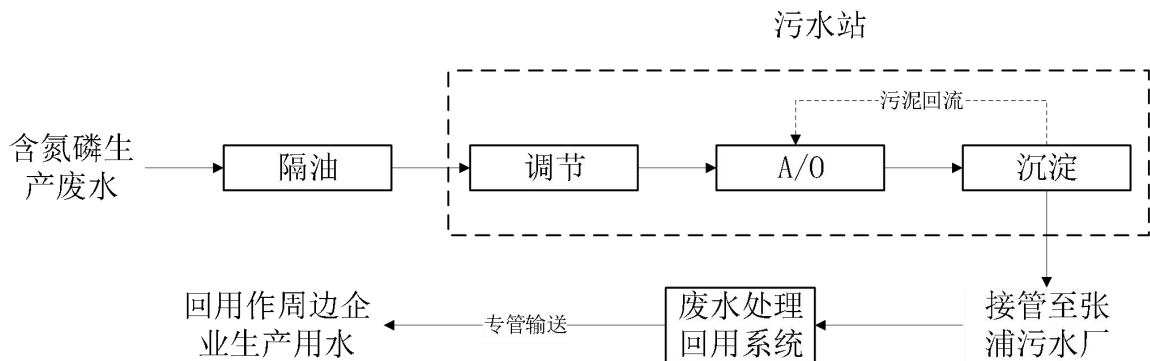 污水站
污泥回流
含氮磷生
产废水
隔油
调节
A/O
沉淀
回用作周边企
业生产用水
专管输送
废水处理
回用系统
接管至张
浦污水厂